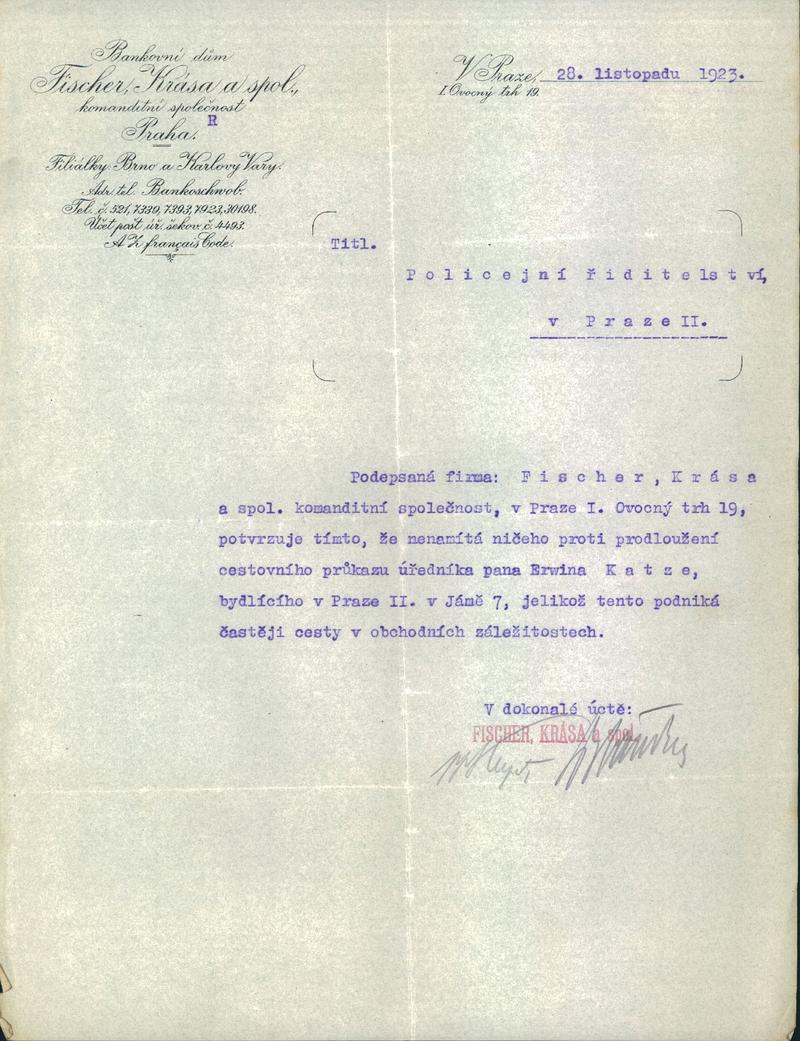 Bankovní dům
Fischer, Krása a spol.,
komanditní společnost
R
Praha.
Filiálky: Brno a Karlovy Vary.
Adr. tel. Bankoschwob.
Tel. č. 521, 7339, 7393, 7923, 30198.
Účet pošt. úř. šekov. č. 4493.
A Z français Code.
V Praze, 28. listopadu 1923.
I. Ovocný trh 19.
Titl.
Policejní ředitelství,
v Praze II.
Podepsaná firma: Fischer, Krása
a spol. komanditní společnost, v Praze I. Ovocný trh 19,
potvrzuje tímto, že nenamítá ničeho proti prodloužení
cestovního průkazu úředníka pana Erwina Katze,
bydlícího v Praze II. v Jámě 7, jelikož tento podniká
častěji cesty v obchodních záležitostech.
V dokonalé úctě:
FISCHER, KRÁSA a spol.